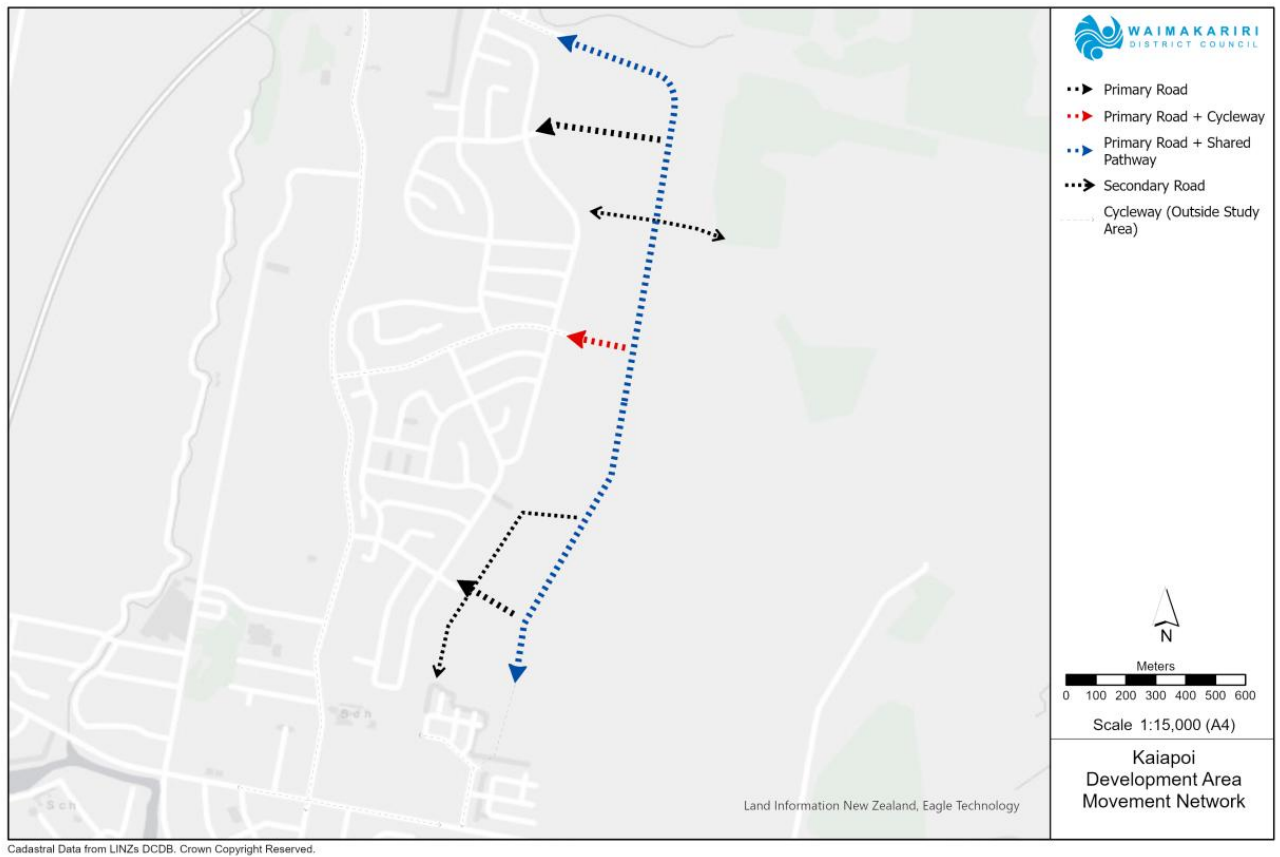 WAIMAKARIRI
DISTRICT COUNCIL
Primary Road
Primary Road + Cycleway
Primary Road + Shared
Pathway
Secondary Road
Cycleway (Outside Study
Area)
Sch
Sch
N
Meters
0 100 200 300 400 500 600
Scale 1:15,000 (A4)
Kaiapoi
Development Area
Movement Network
Land Information New Zealand, Eagle Technology
Cadastral Data from LINZs DCDB. Crown Copyright Reserved.